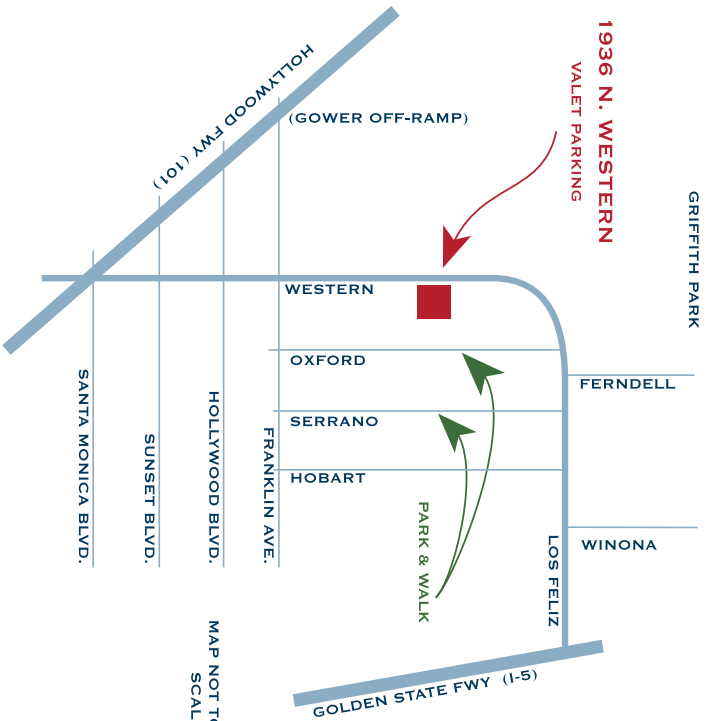 HOLLYWOOD FWY (101)
(GOWER OFF-RAMP)
1936 N. WESTERN
VALET PARKING
GRIFFITH PARK
WESTERN
OXFORD
SERRANO
HOBART
FERNDELL
WINONA
SANTA MONICA BLVD.
SUNSET BLVD.
HOLLYWOOD BLVD.
FRANKLIN AVE.
PARK & WALK
LOS FELIZ
MAP NOT TO
SCAL
GOLDEN STATE FWY (I-5)